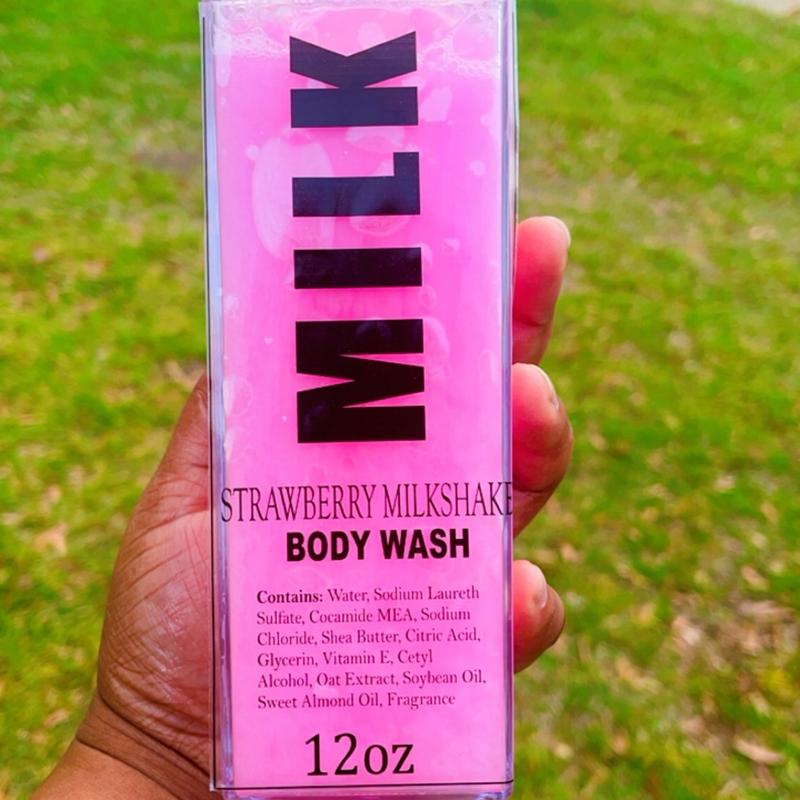 MILK
STRAWBERRY MILKSHAKE
BODY WASH
Contains: Water, Sodium Laureth
Sulfate, Cocamide MEA, Sodium
Chloride, Shea Butter, Citric Acid,
Glycerin, Vitamin E, Cetyl
Alcohol, Oat Extract, Soybean Oil,
Sweet Almond Oil, Fragrance
12oz